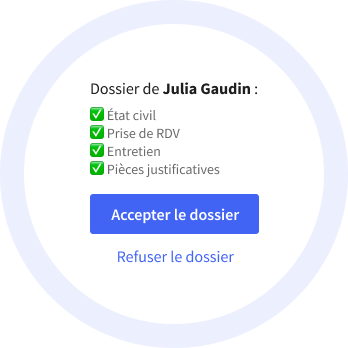 Dossier de Julia Gaudin :
✅ État civil
✅ Prise de RDV
✅ Entretien
✅ Pièces justificatives
Accepter le dossier
Refuser le dossier